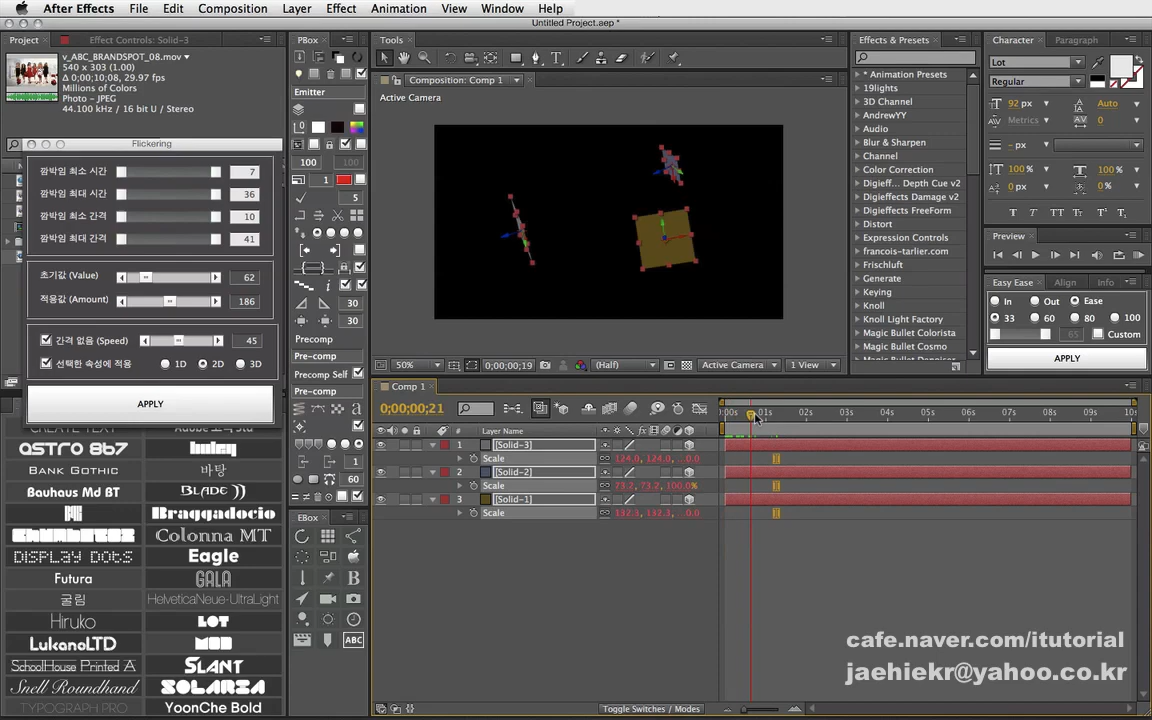 After Effects File Edit Composition Layer Effect Animation View Window Help
Untitled Project.aep *
Project
Effect Controls: Solid-3
v_ABC_BRANDSPOT_08.mov
540 x 303 (1.00)
Δ 0;00;10;08, 29.97 fps
Millions of Colors
Photo - JPEG
44.100 kHz / 16 bit U / Stereo
Flickering
깜박임 최소 시간 7
깜박임 최대 시간 36
깜박임 최소 간격 10
깜박임 최대 간격 41
초기값 (Value) 62
적용값 (Amount) 186
간격 없음 (Speed) 45
선택한 속성에 적용 1D 2D 3D
APPLY
ASTRO 867
BANK GOTHIC
바탕
Bauhaus Md BT
BLADE
Braggadocio
Colonna MT
DISPLAY DOTS
Eagle
Futura
GALA
굴림
HelveticaNeue-UltraLight
Hiruko
LOT
LukanoLTD
MOD
SchoolHouse Printed A
SLANT
Snell Roundhand
SOLARIA
TYPOGRAPH PRO
YoonChe Bold
PBox
Emitter
100 100
1
5
30
30
Precomp
Pre-comp
Precomp Self
Pre-comp
1
60
EBox
B
ABC
Tools
Composition: Comp 1
Active Camera
50%
0;00;00;19
(Half)
Active Camera
1 View
Effects & Presets
* Animation Presets
19lights
3D Channel
AndrewYY
Audio
Blur & Sharpen
Channel
Color Correction
Digieff... Depth Cue v2
Digieffects Damage v2
Digieffects FreeForm
Distort
Expression Controls
francois-tarlier.com
Frischluft
Generate
Keying
Knoll
Knoll Light Factory
Magic Bullet Colorista
Magic Bullet Cosmo
Character
Paragraph
Lot
Regular
92 px
Auto
Metrics
0
- px
100 %
100 %
0 px
0 %
Preview
Easy Ease
Align
Info
In Out Ease
33 60 80 100
65 Custom
APPLY
Comp 1
0;00;00;21
:00s 01s 02s 03s 04s 05s 06s 07s 08s 09s 10s
# Layer Name
1 [Solid-3]
Scale 124.0, 124.0, ...0.0
2 [Solid-2]
Scale 73.2, 73.2, 100.0%
3 [Solid-1]
Scale 132.3, 132.3, ...0.0
Toggle Switches / Modes
cafe.naver.com/itutorial
jaehiekr@yahoo.co.kr